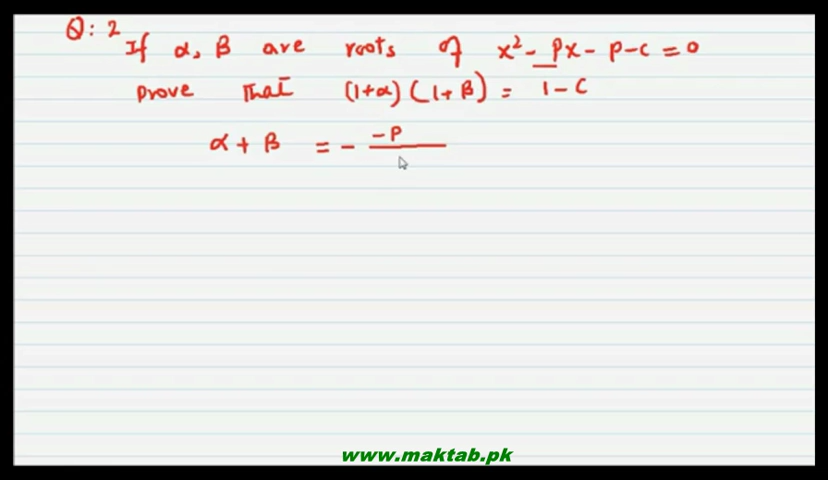 Q: 2
If α, β are roots of x² - px - p - c = 0
prove that (1+α) (1+β) = 1 - c
α + β = - -p
www.maktab.pk